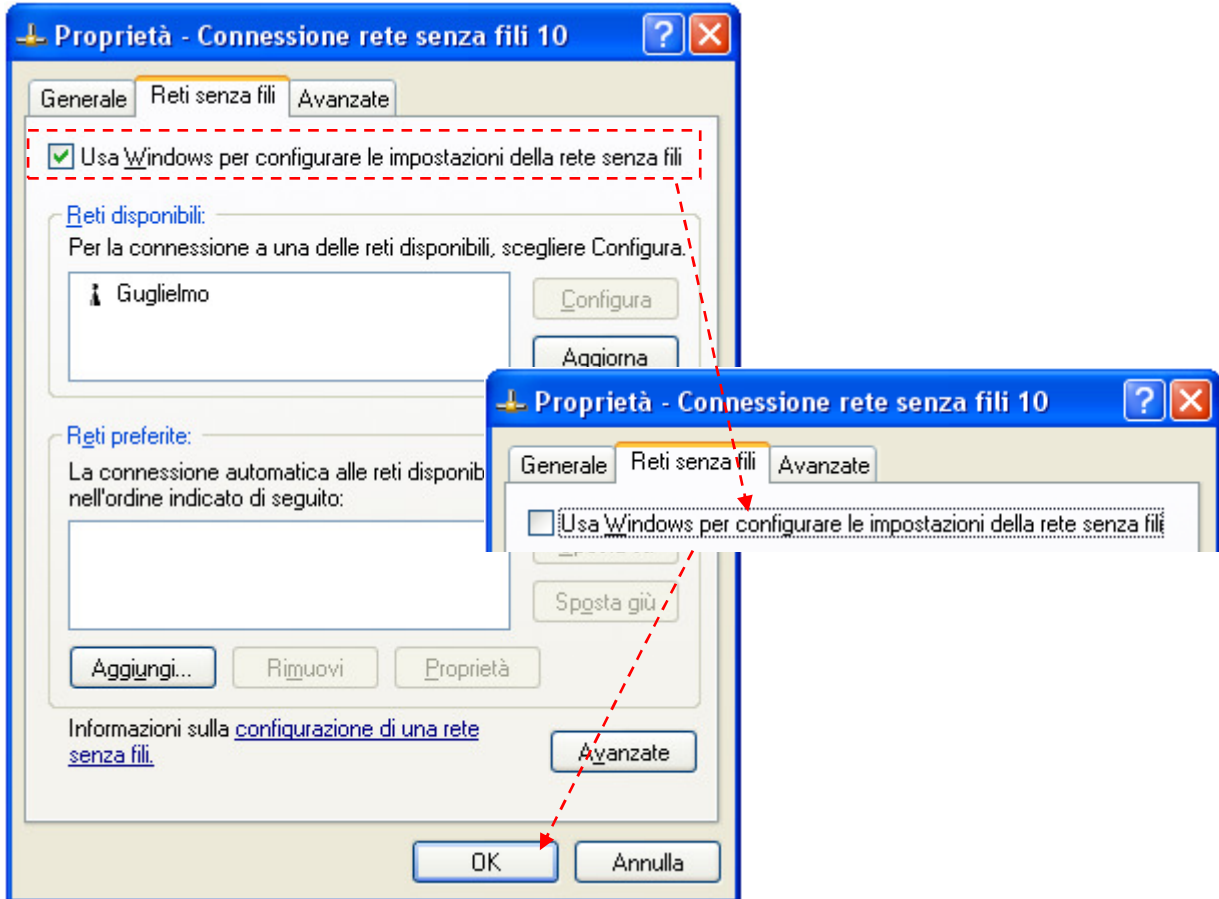 Proprietà - Connessione rete senza fili 10
Generale
Reti senza fili
Avanzate
Usa Windows per configurare le impostazioni della rete senza fili
Reti disponibili:
Per la connessione a una delle reti disponibili, scegliere Configura.
Guglielmo
Configura
Aggiorna
Reti preferite:
La connessione automatica alle reti disponib
nell'ordine indicato di seguito:
Sposta giù
Aggiungi...
Rimuovi
Proprietà
Informazioni sulla configurazione di una rete
senza fili.
Avanzate
OK
Annulla
Proprietà - Connessione rete senza fili 10
Generale
Reti senza fili
Avanzate
Usa Windows per configurare le impostazioni della rete senza fili